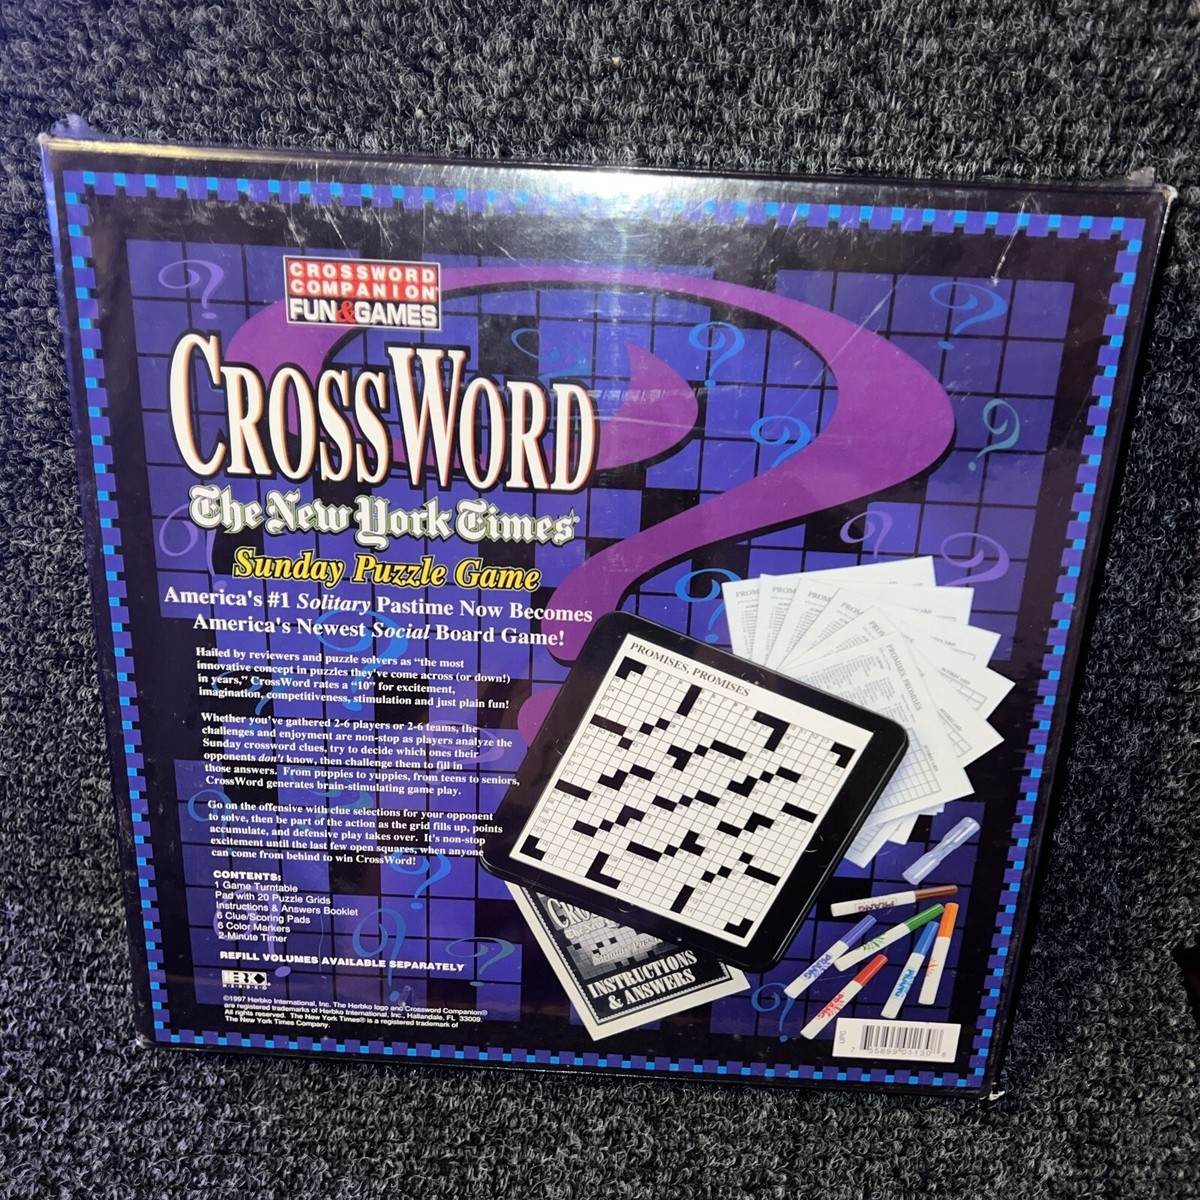 CROSSWORD
COMPANION®
FUN&GAMES
CROSSWORD
The New York Times
Sunday Puzzle Game
America's #1 Solitary Pastime Now Becomes
America's Newest Social Board Game!
Hailed by reviewers and puzzle solvers as “the most
innovative concept in puzzles they've come across (or down!)
in years,” CrossWord rates a “10” for excitement,
imagination, competitiveness, stimulation and just plain fun!
Whether you've gathered 2-6 players or 2-6 teams, the
challenges and enjoyment are non-stop as players analyze the
Sunday crossword clues, try to decide which ones their
opponents don't know, then challenge them to fill in
those answers. From puppies to yuppies, from teens to seniors,
CrossWord generates brain-stimulating game play.
Go on the offensive with clue selections for your opponent
to solve, then be part of the action as the grid fills up, points
accumulate, and defensive play takes over. It's non-stop
excitement until the last few open squares, when anyone
can come from behind to win CrossWord!
CONTENTS:
1 Game Turntable
Pad with 20 Puzzle Grids
Instructions & Answers Booklet
6 Clue/Scoring Pads
6 Color Markers
2-Minute Timer
REFILL VOLUMES AVAILABLE SEPARATELY
HERBKO
©1997 Herbko International, Inc. The Herbko logo and Crossword Companion®
are registered trademarks of Herbko International, Inc., Hallandale, FL 33009.
All rights reserved. The New York Times® is a registered trademark of
The New York Times Company.
PROMISES, PROMISES
PROMISES, PROMISES
INSTRUCTIONS
& ANSWERS
PRANG
PRANG
PRANG
UPC